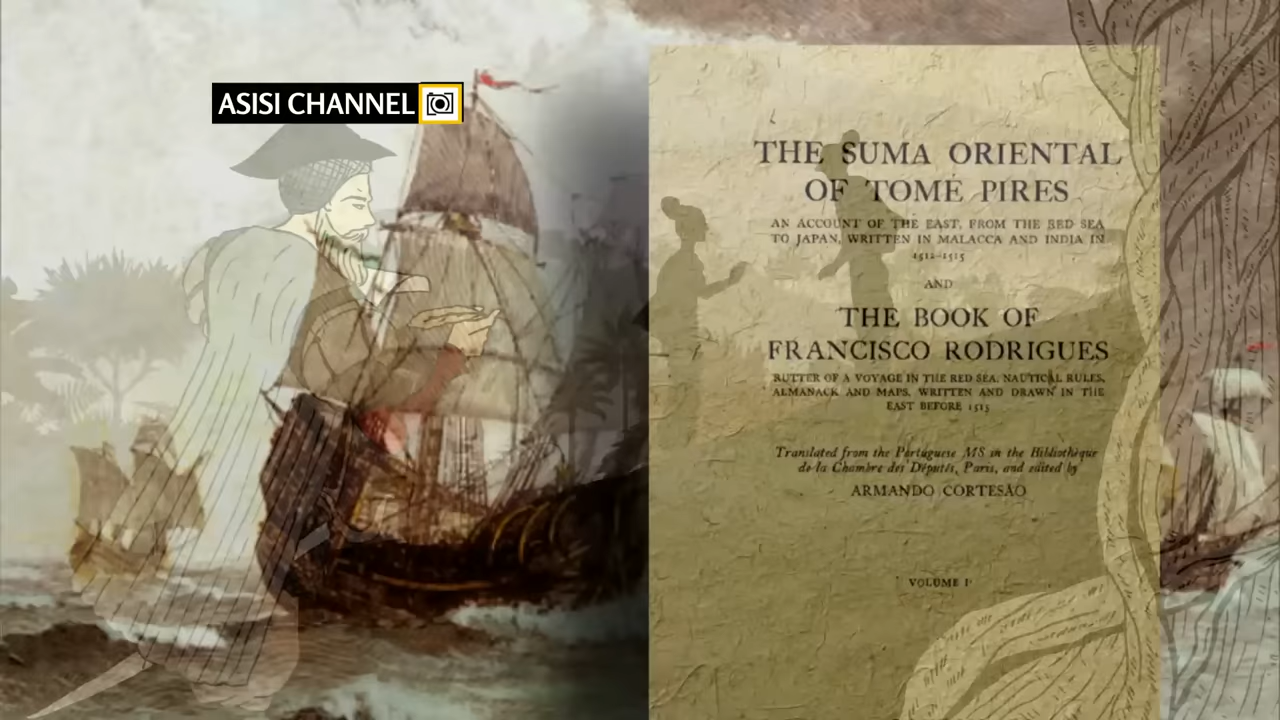 ASISI CHANNEL
THE SUMA ORIENTAL
OF TOMÉ PIRES
AN ACCOUNT OF THE EAST, FROM THE RED SEA
TO JAPAN, WRITTEN IN MALACCA AND INDIA IN
1512-1515
AND
THE BOOK OF
FRANCISCO RODRIGUES
RUTTER OF A VOYAGE IN THE RED SEA, NAUTICAL RULES,
ALMANACK AND MAPS, WRITTEN AND DRAWN IN THE
EAST BEFORE 1515
Translated from the Portuguese MS in the Bibliothèque
de la Chambre des Députés, Paris, and edited by
ARMANDO CORTESÃO
VOLUME I